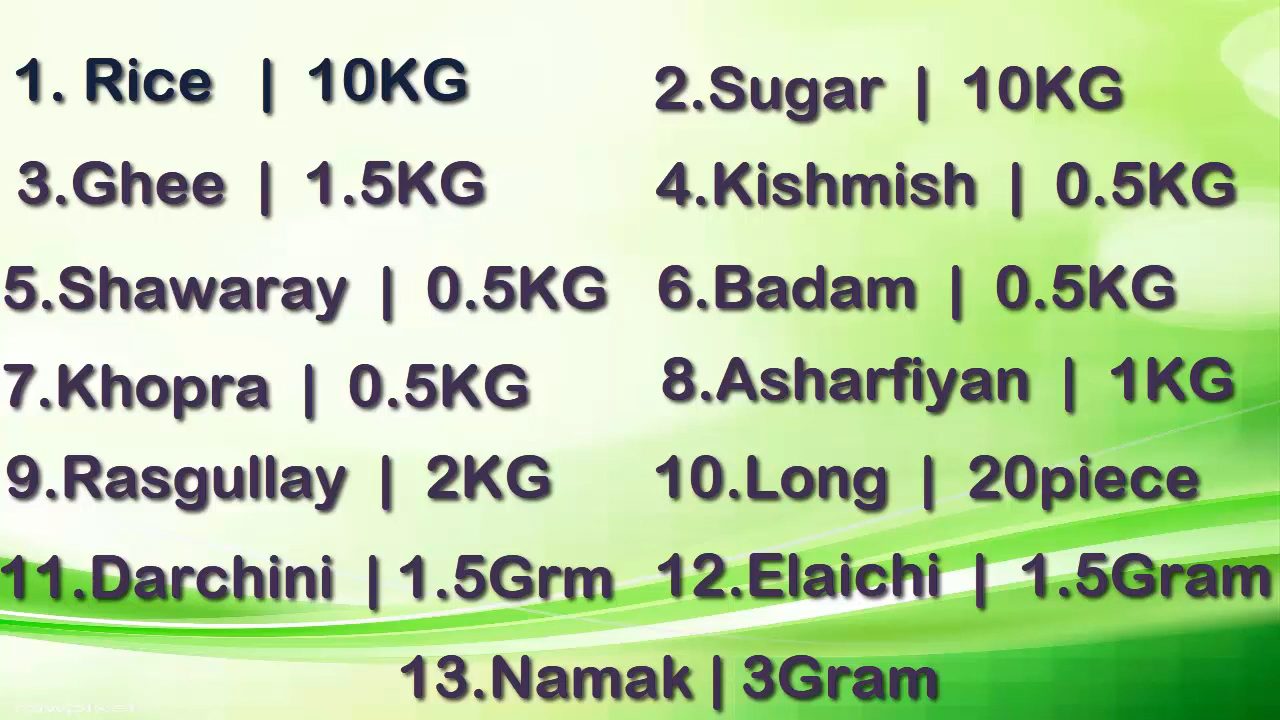 1. Rice | 10KG
2.Sugar | 10KG
3.Ghee | 1.5KG
4.Kishmish | 0.5KG
5.Shawaray | 0.5KG
6.Badam | 0.5KG
7.Khopra | 0.5KG
8.Asharfiyan | 1KG
9.Rasgullay | 2KG
10.Long | 20piece
11.Darchini | 1.5Grm
12.Elaichi | 1.5Gram
13.Namak | 3Gram